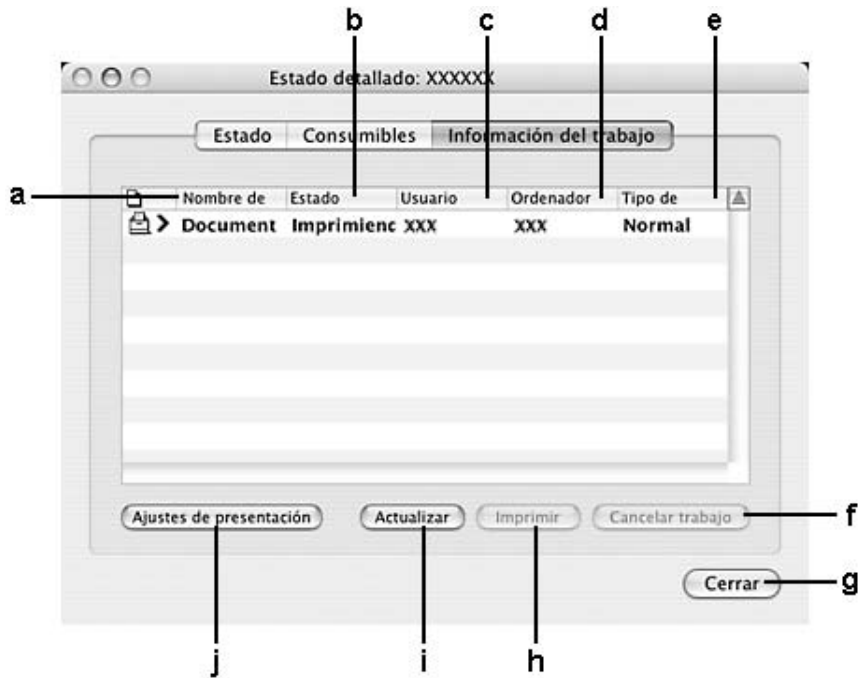 b c d e
Estado detallado: XXXXXX
Estado Consumibles Información del trabajo
a Nombre de Estado Usuario Ordenador Tipo de
Document Imprimienc XXX XXX Normal
Ajustes de presentación Actualizar Imprimir Cancelar trabajo f
Cerrar g
j i h